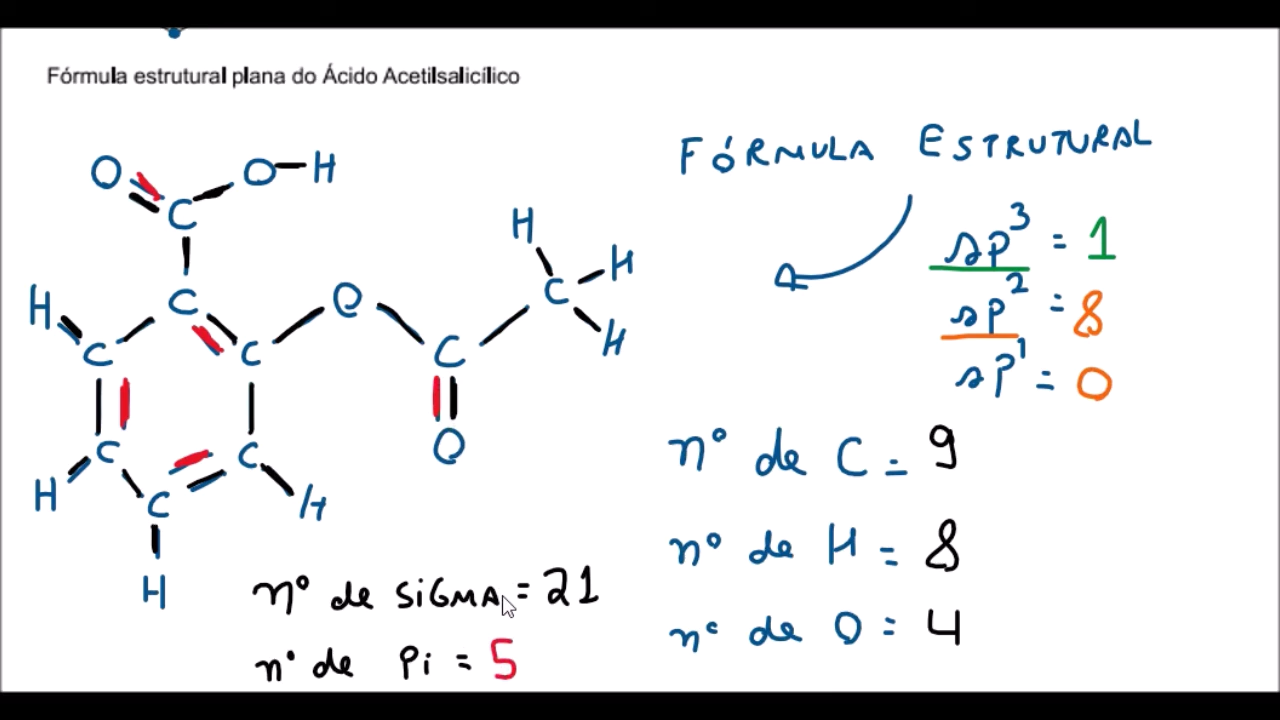 Fórmula estrutural plana do Ácido Acetilsalicílico
FÓRMULA ESTRUTURAL
O O-H
C
H
H H
C
H
sp³ = 1
sp² = 8
sp¹ = 0
H C O
C C C
O
C C
H H
C
H
nº de C = 9
nº de H = 8
nº de O = 4
nº de SiGMA = 21
nº de Pi = 5